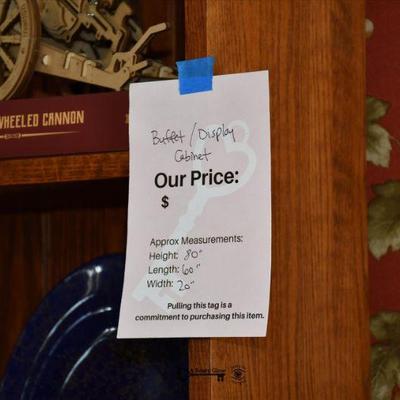 WHEELED CANNON
Buffet / Display
Cabinet
Our Price:
$
Approx Measurements:
Height: 80"
Length: 60"
Width: 20"
Pulling this tag is a
commitment to purchasing this item.